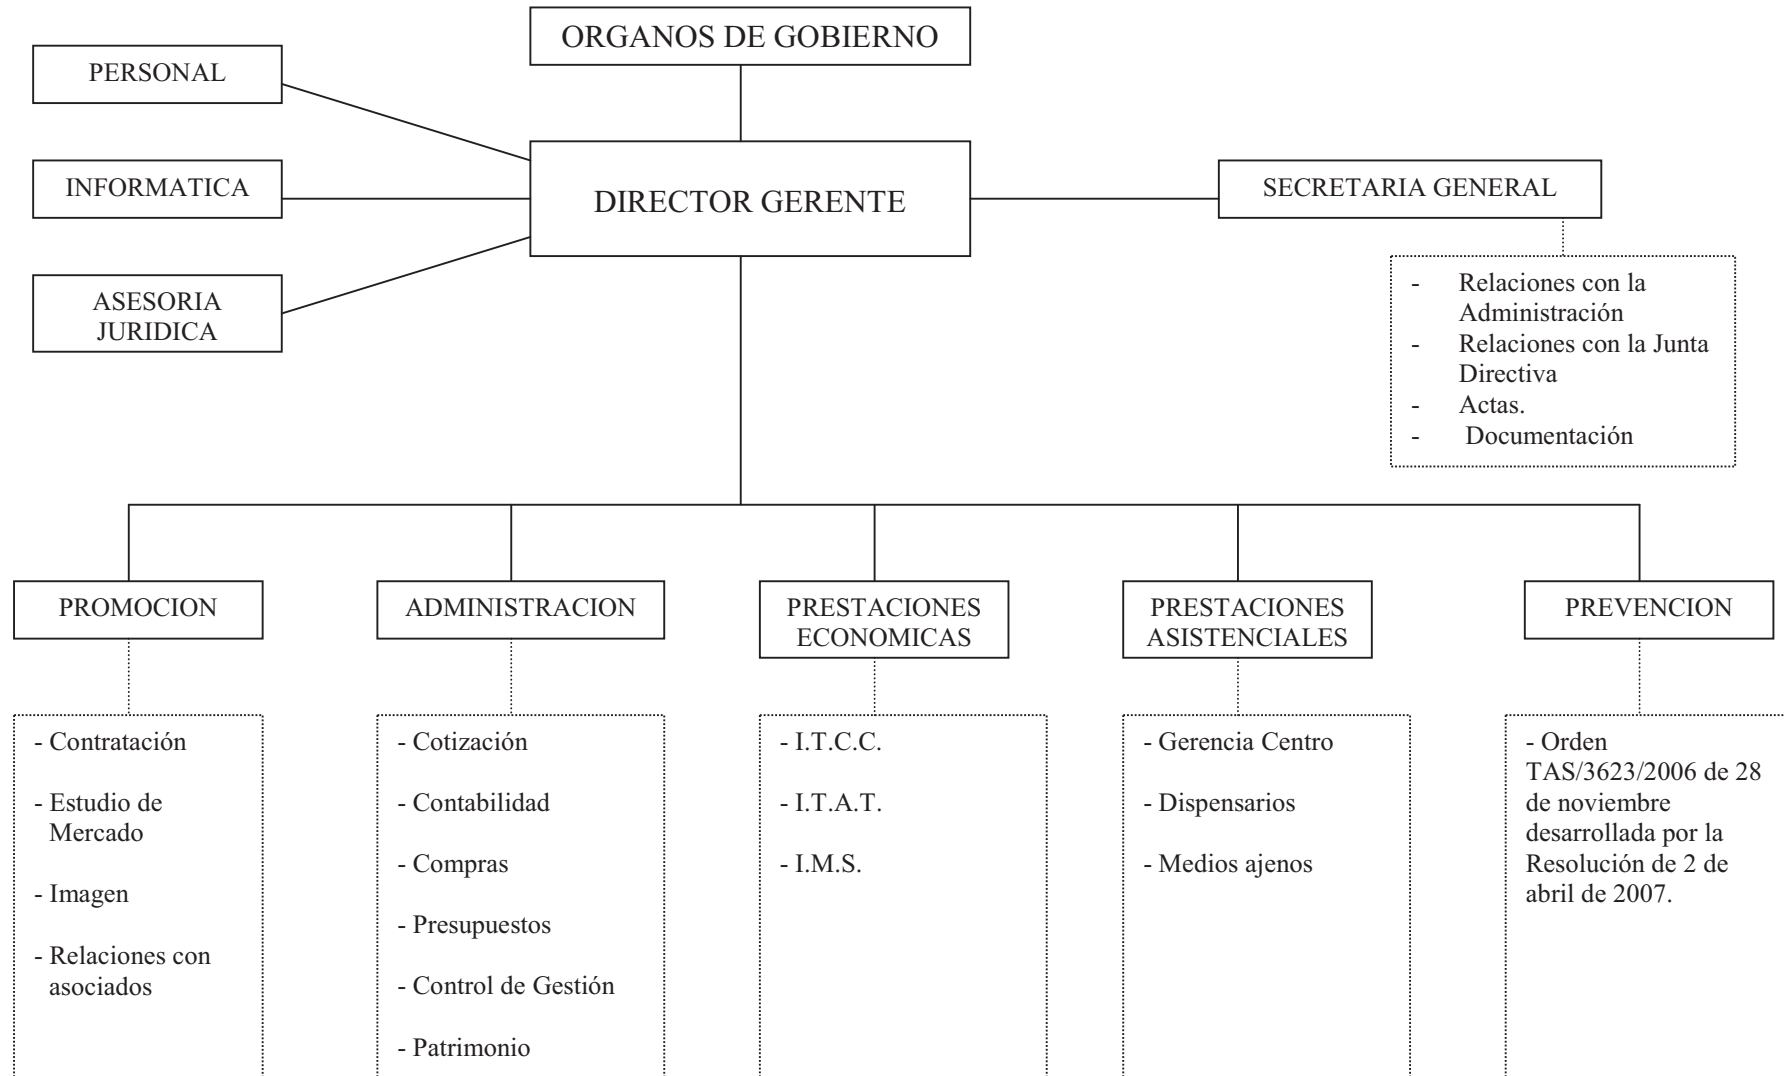 ORGANOS DE GOBIERNO
PERSONAL
INFORMATICA
DIRECTOR GERENTE
SECRETARIA GENERAL
ASESORIA
JURIDICA
- Relaciones con la
Administración
- Relaciones con la Junta
Directiva
- Actas.
- Documentación
PROMOCION
ADMINISTRACION
PRESTACIONES
ECONOMICAS
PRESTACIONES
ASISTENCIALES
PREVENCION
- Contratación
- Estudio de
Mercado
- Imagen
- Relaciones con
asociados
- Cotización
- Contabilidad
- Compras
- Presupuestos
- Control de Gestión
- Patrimonio
- I.T.C.C.
- I.T.A.T.
- I.M.S.
- Gerencia Centro
- Dispensarios
- Medios ajenos
- Orden
TAS/3623/2006 de 28
de noviembre
desarrollada por la
Resolución de 2 de
abril de 2007.